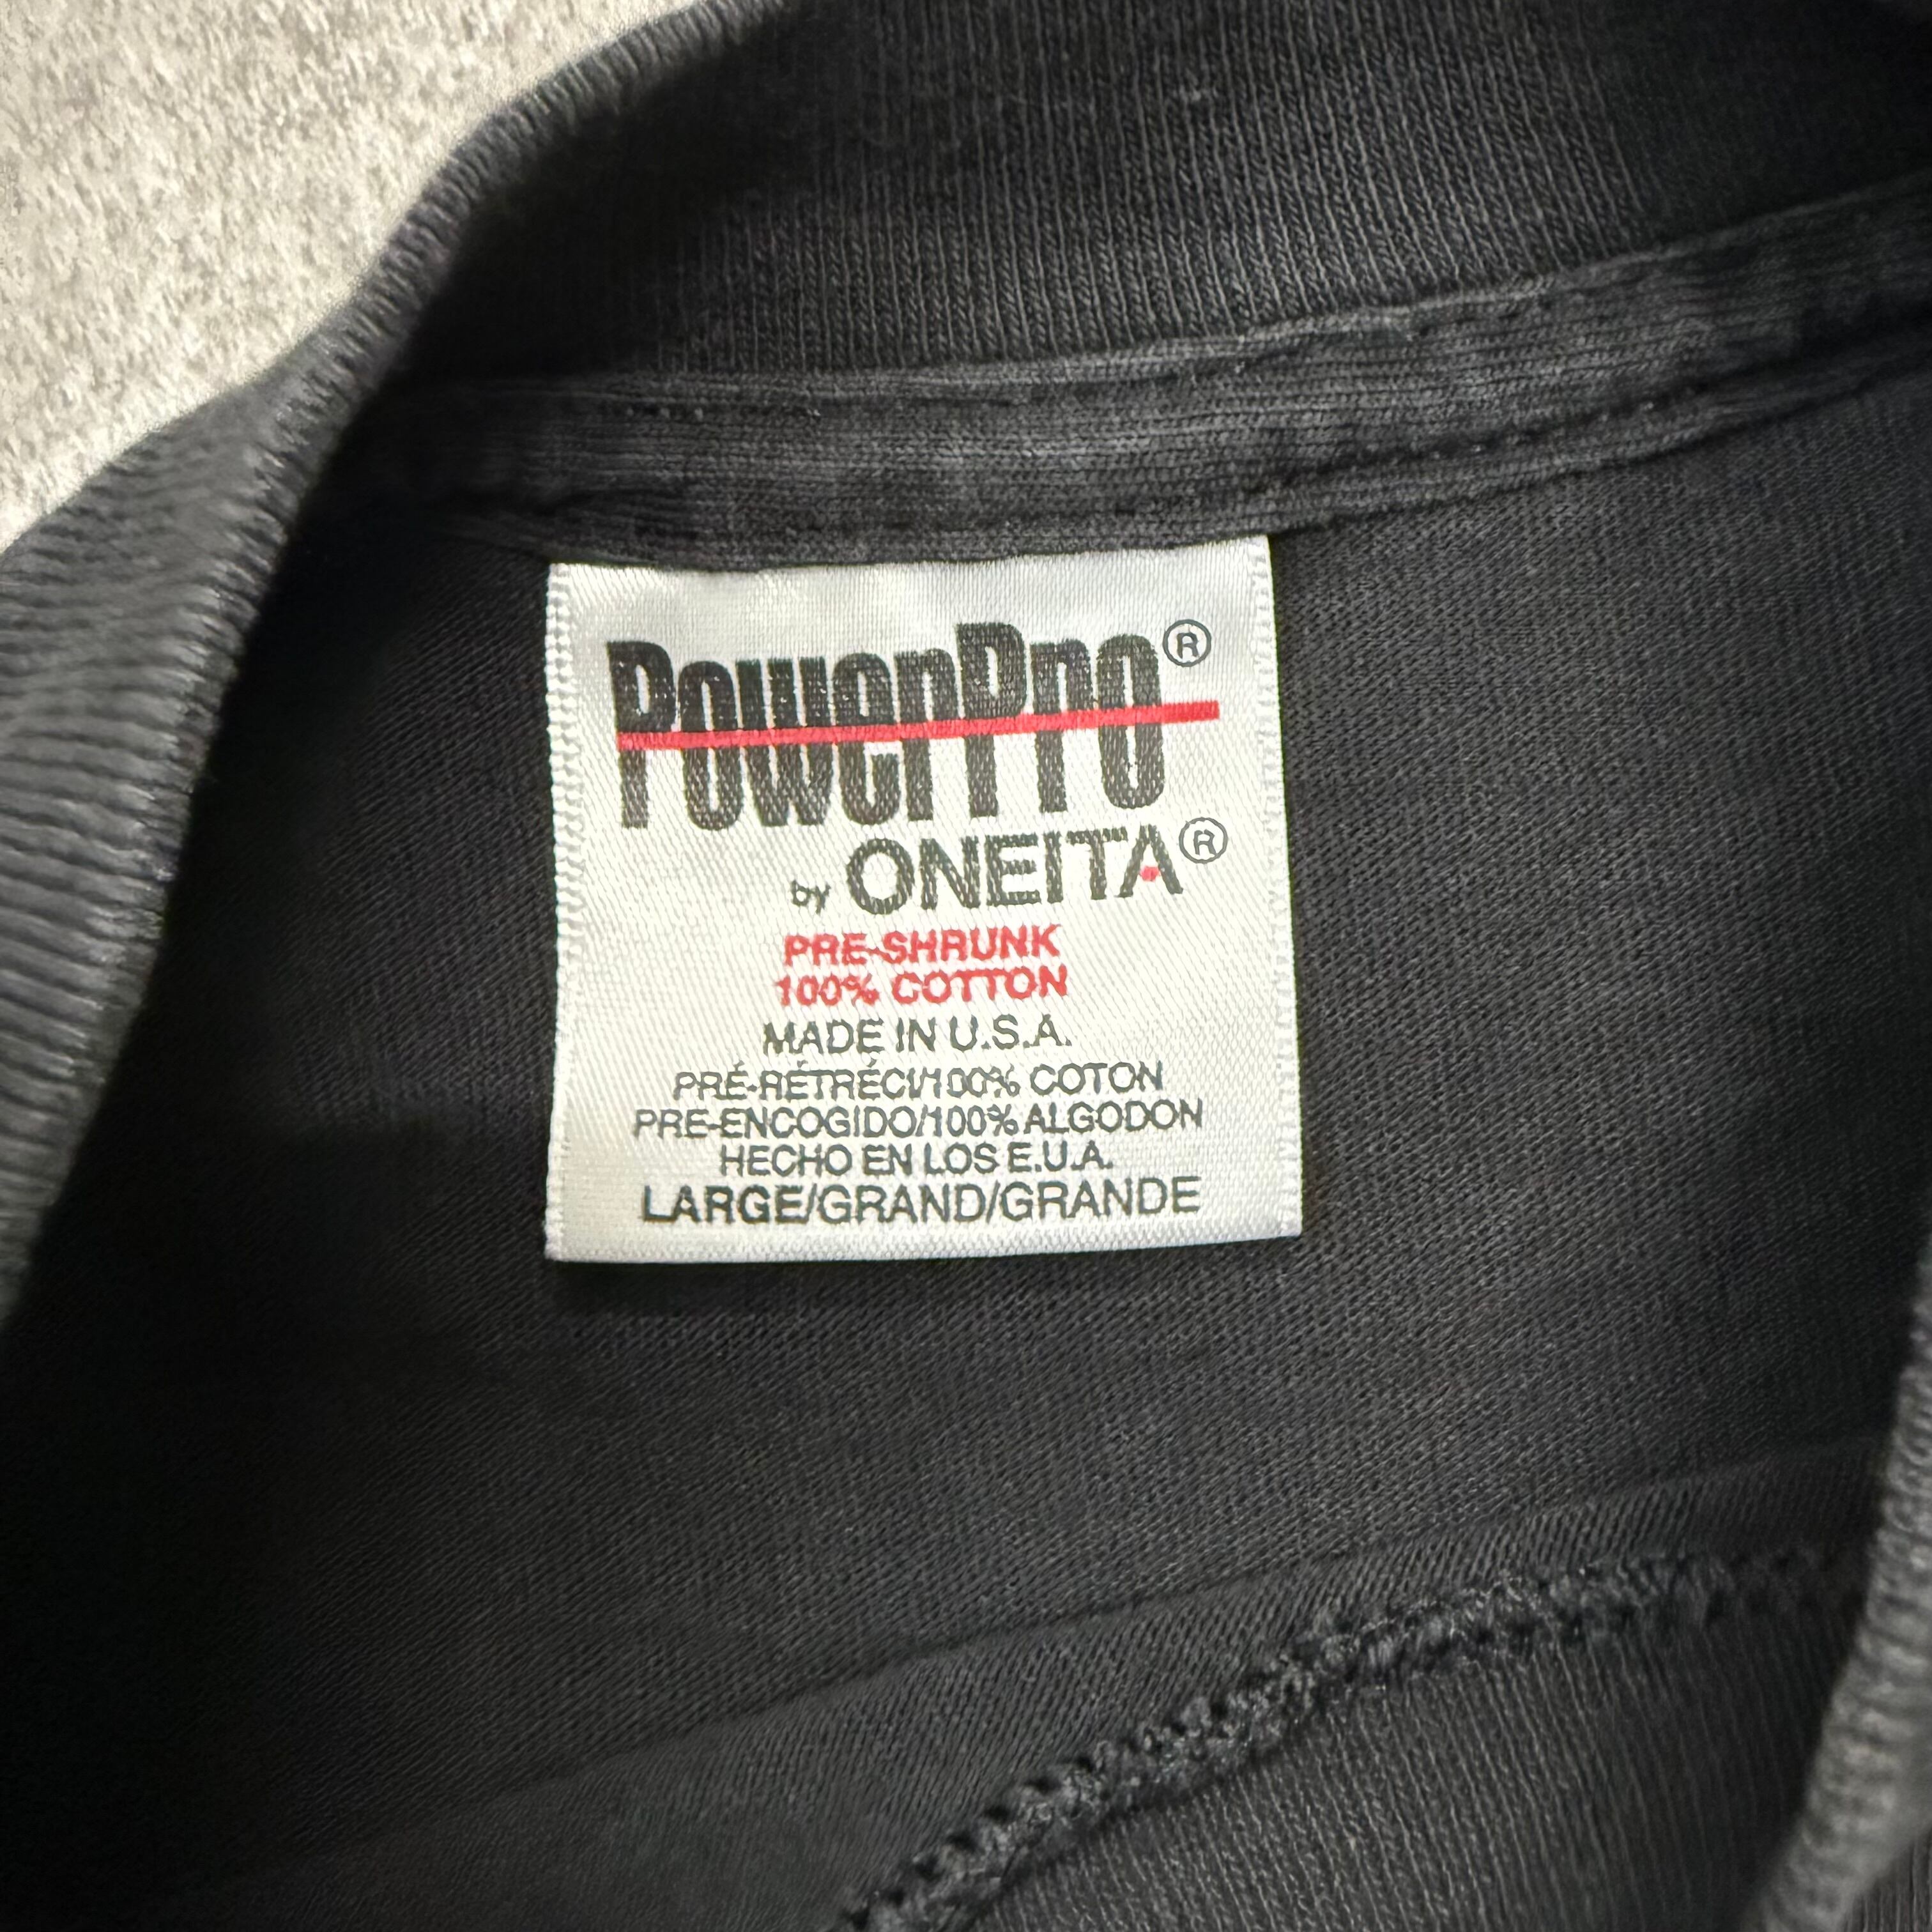 PowerPro®
by ONEITA®
PRE-SHRUNK
100% COTTON
MADE IN U.S.A.
PRÉ-RÉTRÉCI/100% COTON
PRE-ENCOGIDO/100% ALGODON
HECHO EN LOS E.U.A.
LARGE/GRAND/GRANDE